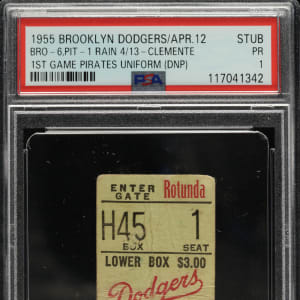 1955 BROOKLYN DODGERS/APR.12 STUB
BRO - 6,PIT - 1 RAIN 4/13 - CLEMENTE PR
1ST GAME PIRATES UNIFORM (DNP) 1
PSA
117041342
ENTER GATE Rotunda
H45 1
BOX SEAT
LOWER BOX $3.00
Dodgers